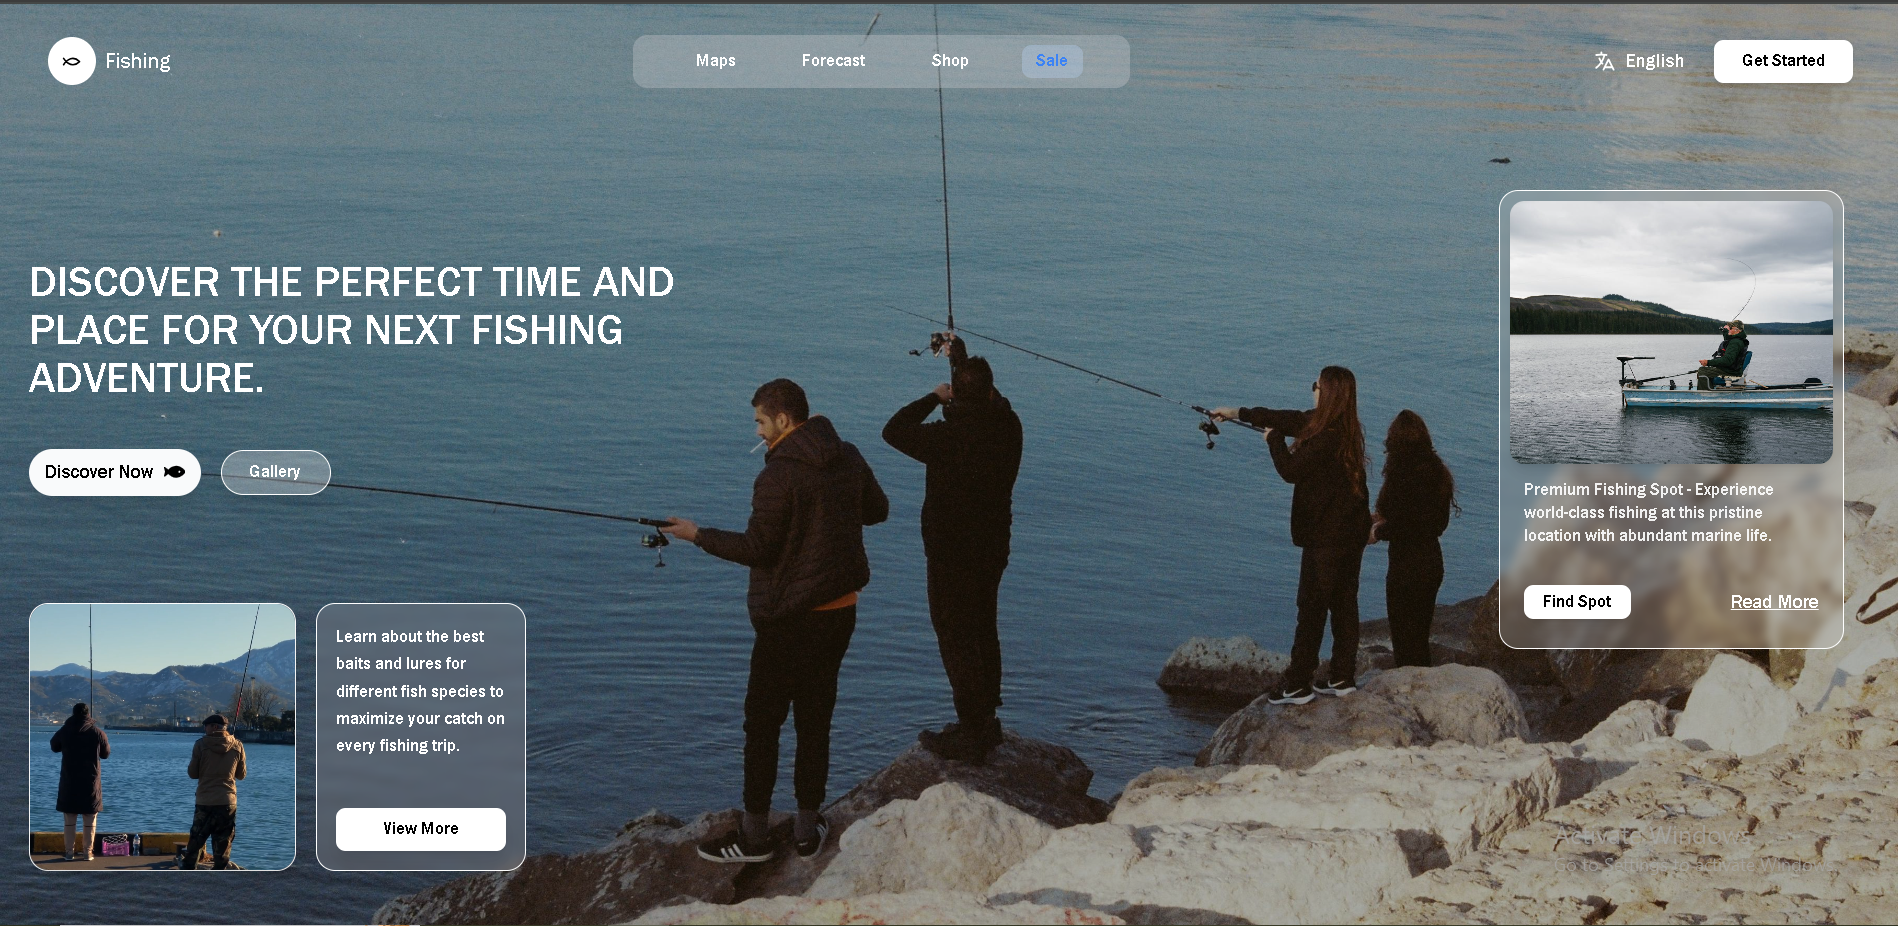 Fishing
Maps
Forecast
Shop
Sale
English
Get Started
DISCOVER THE PERFECT TIME AND
PLACE FOR YOUR NEXT FISHING
ADVENTURE.
Discover Now
Gallery
Learn about the best
baits and lures for
different fish species to
maximize your catch on
every fishing trip.
View More
Premium Fishing Spot - Experience
world-class fishing at this pristine
location with abundant marine life.
Find Spot
Read More
Activate Windows
Go to Settings to activate Windows.